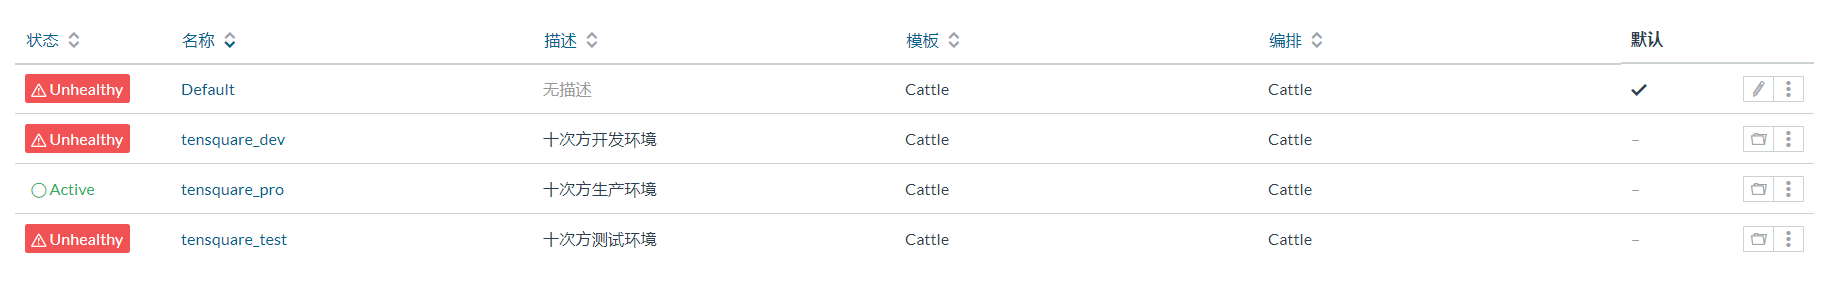 状态 名称 描述 模板 编排 默认
Unhealthy Default 无描述 Cattle Cattle
Unhealthy tensquare_dev 十次方开发环境 Cattle Cattle –
Active tensquare_pro 十次方生产环境 Cattle Cattle –
Unhealthy tensquare_test 十次方测试环境 Cattle Cattle –